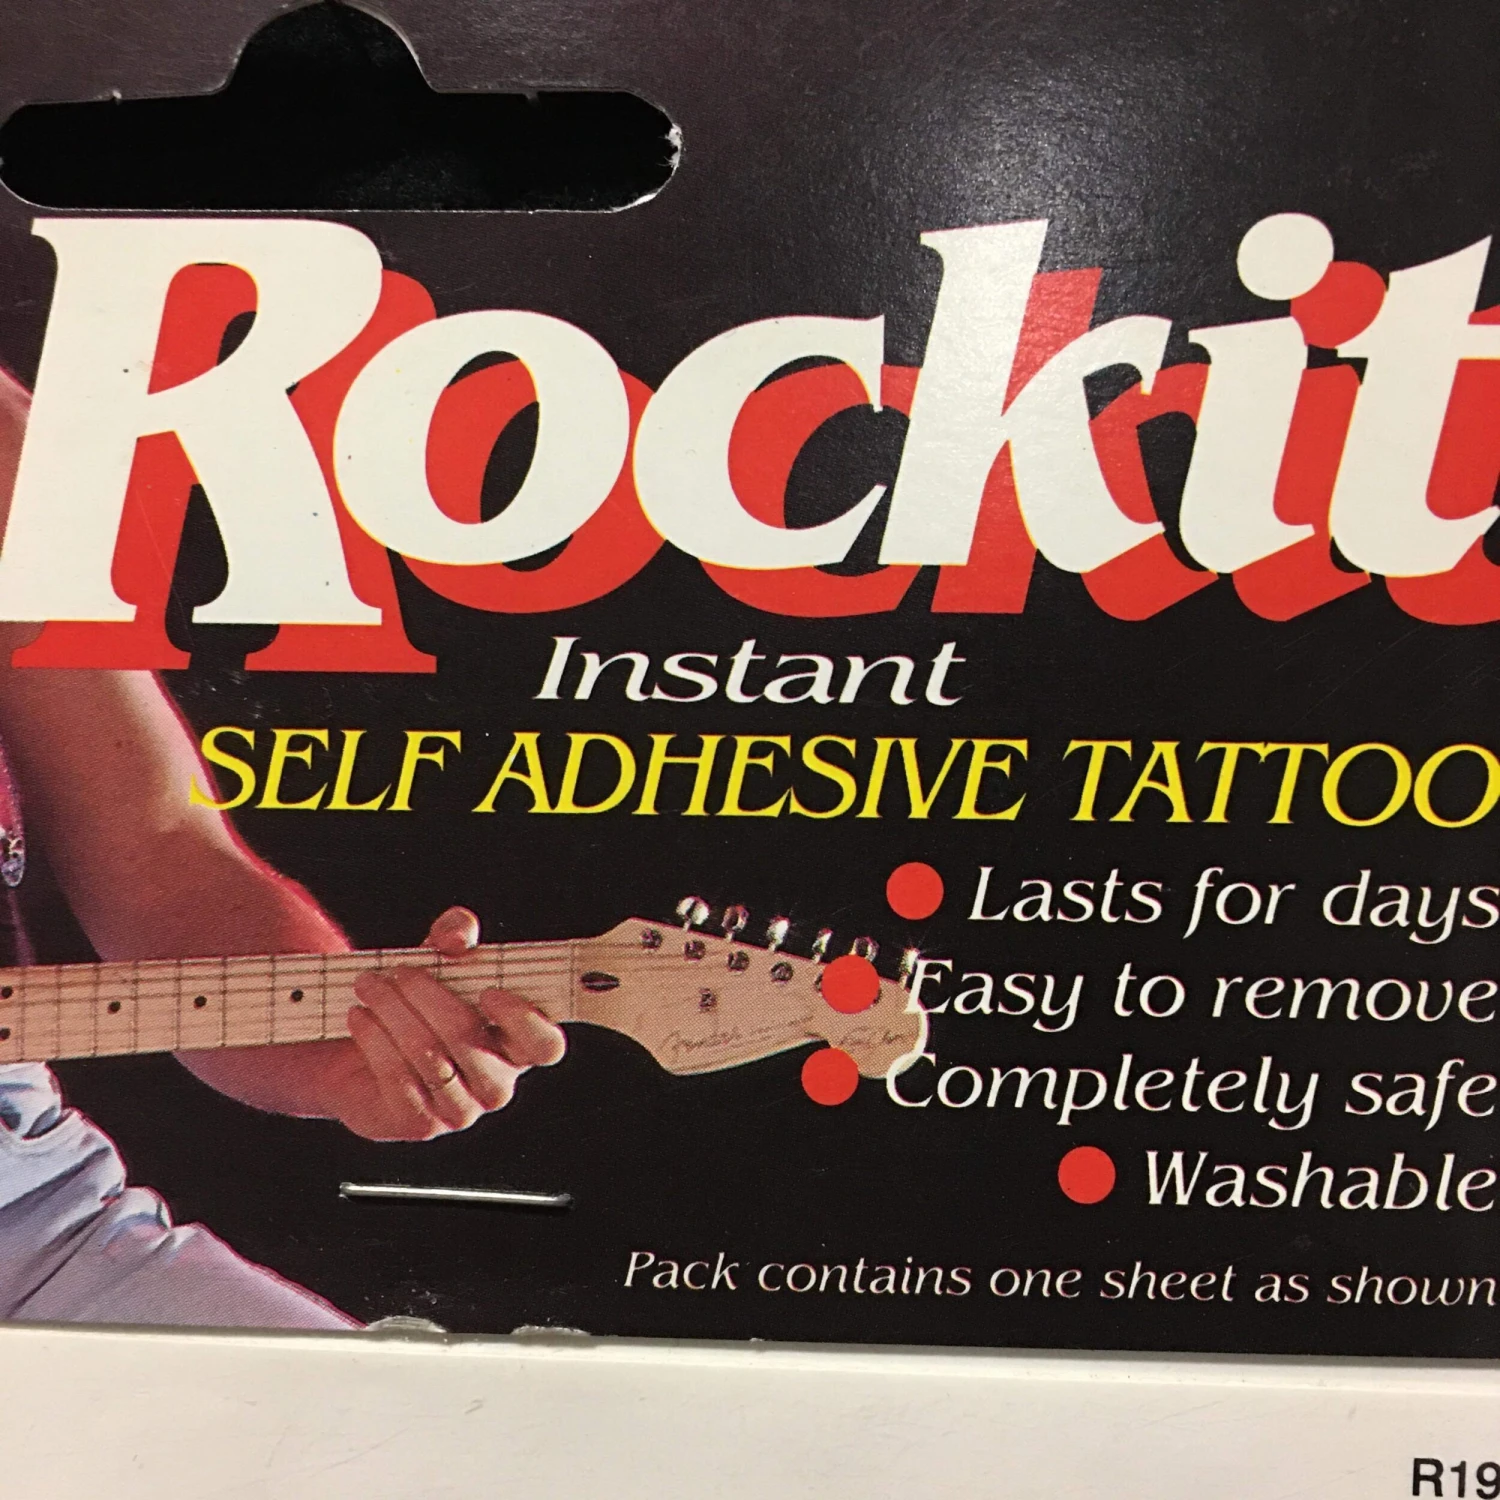 Rockit
Instant
SELF ADHESIVE TATTOO
Lasts for days
Easy to remove
Completely safe
Washable
Pack contains one sheet as shown
Fender
R19